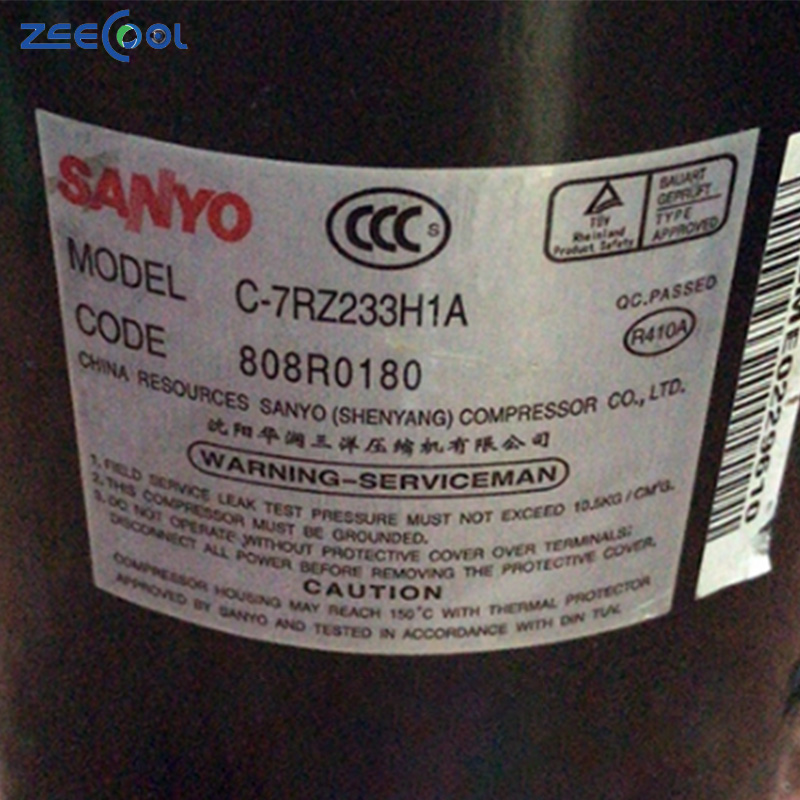 ZEECOOL
SANYO
CCC S
TÜV
Rheinland
Product Safety
BAUART
GEPRÜFT
TYPE
APPROVED
MODEL C-7RZ233H1A
QC.PASSED
CODE 808R0180
R410A
CHINA RESOURCES SANYO (SHENYANG) COMPRESSOR CO., LTD.
沈阳华润三洋压缩机有限公司
WARNING-SERVICEMAN
1. FIELD SERVICE LEAK TEST PRESSURE MUST NOT EXCEED 10.5KG/CM²G.
2. THIS COMPRESSOR MUST BE GROUNDED.
3. DO NOT OPERATE WITHOUT PROTECTIVE COVER OVER TERMINALS:
DISCONNECT ALL POWER BEFORE REMOVING THE PROTECTIVE COVER.
CAUTION
COMPRESSOR HOUSING MAY REACH 150°C WITH THERMAL PROTECTOR
APPROVED BY SANYO AND TESTED IN ACCORDANCE WITH DIN
0229610